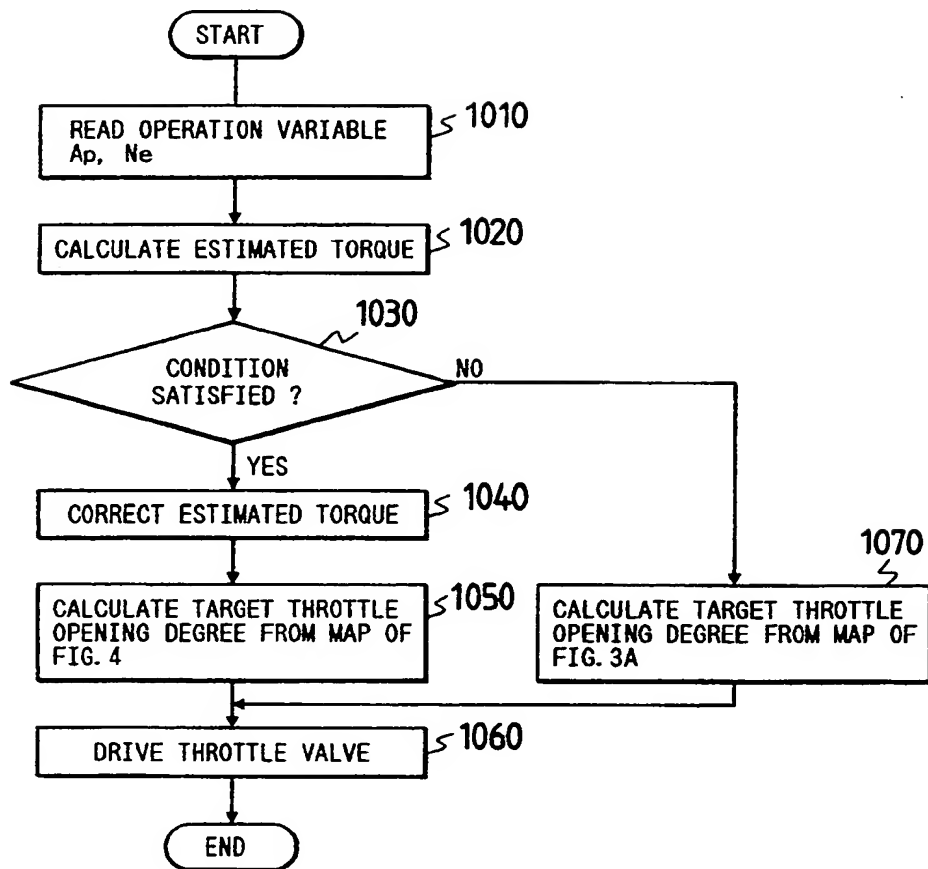 START
READ OPERATION VARIABLE
Ap, Ne
1010
CALCULATE ESTIMATED TORQUE
1020
1030
CONDITION
SATISFIED ?
NO
YES
CORRECT ESTIMATED TORQUE
1040
CALCULATE TARGET THROTTLE
OPENING DEGREE FROM MAP OF
FIG. 4
1050
1070
CALCULATE TARGET THROTTLE
OPENING DEGREE FROM MAP OF
FIG. 3A
DRIVE THROTTLE VALVE
1060
END